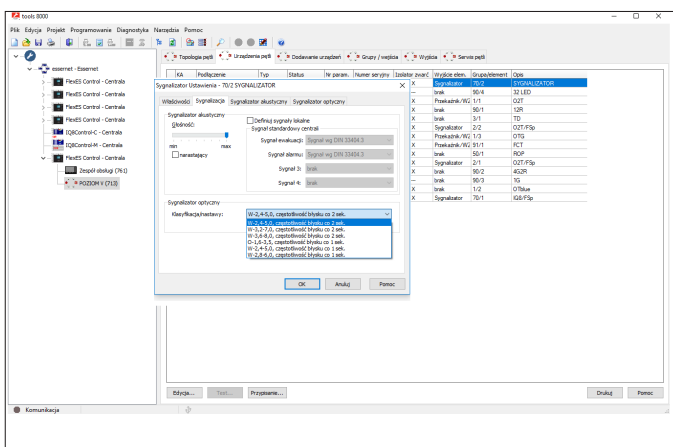 tools 8000
Plik Edycja Projekt Programowanie Diagnostyka Narzędzia Pomoc
Topologia pętli Urządzenia pętli Dodawanie urządzeń Grupy / wejścia Wyjścia Serwis pętli
essernet - Essernet
FlexES Control - Centrala
FlexES Control - Centrala
FlexES Control - Centrala
FlexES Control - Centrala
IQ8Control-C - Centrala
IQ8Control-M - Centrala
FlexES Control - Centrala
Zespół obsługi (761)
POZIOM V (713)
KA Podłączenie Typ Status Nr param. Numer seryjny Izolator zwarć Wyjście elem. Grupa/element Opis
X Sygnalizator 70/2 SYGNALIZATOR
— brak 90/4 32 LED
X Przekaźnik/WZ 1/1 O2T
X brak 90/1 12R
X brak 3/1 TD
X Sygnalizator 2/2 O2T/FSp
X Przekaźnik/WZ 1/3 OTG
X Przekaźnik/WZ 91/1 FCT
X brak 50/1 ROP
X Sygnalizator 2/1 O2T/FSp
X brak 90/2 4G2R
— brak 90/3 1G
X brak 1/2 OTblue
X Sygnalizator 70/1 IQ8/FSp
Sygnalizator Ustawienia - 70/2 SYGNALIZATOR
Właściwości Sygnalizacja Sygnalizator akustyczny Sygnalizator optyczny
Sygnalizator akustyczny
Głośność:
min max
narastający
Definiuj sygnały lokalne
Sygnał standardowy centrali
Sygnał ewakuacji: Sygnał wg DIN 33404.3
Sygnał alarmu: Sygnał wg DIN 33404.3
Sygnał 3: brak
Sygnał 4: brak
Sygnalizator optyczny
Klasyfikacja/nastawy: W-2,4-5,0, częstotliwość błysku co 2 sek.
W-2,4-5,0, częstotliwość błysku co 2 sek.
W-3,2-7,0, częstotliwość błysku co 2 sek.
W-3,6-8,0, częstotliwość błysku co 2 sek.
O-1,6-3,5, częstotliwość błysku co 1 sek.
W-2,4-5,0, częstotliwość błysku co 1 sek.
W-2,8-6,0, częstotliwość błysku co 1 sek.
OK Anuluj Pomoc
Edycja... Test... Przypisanie... Drukuj Pomoc
Komunikacja